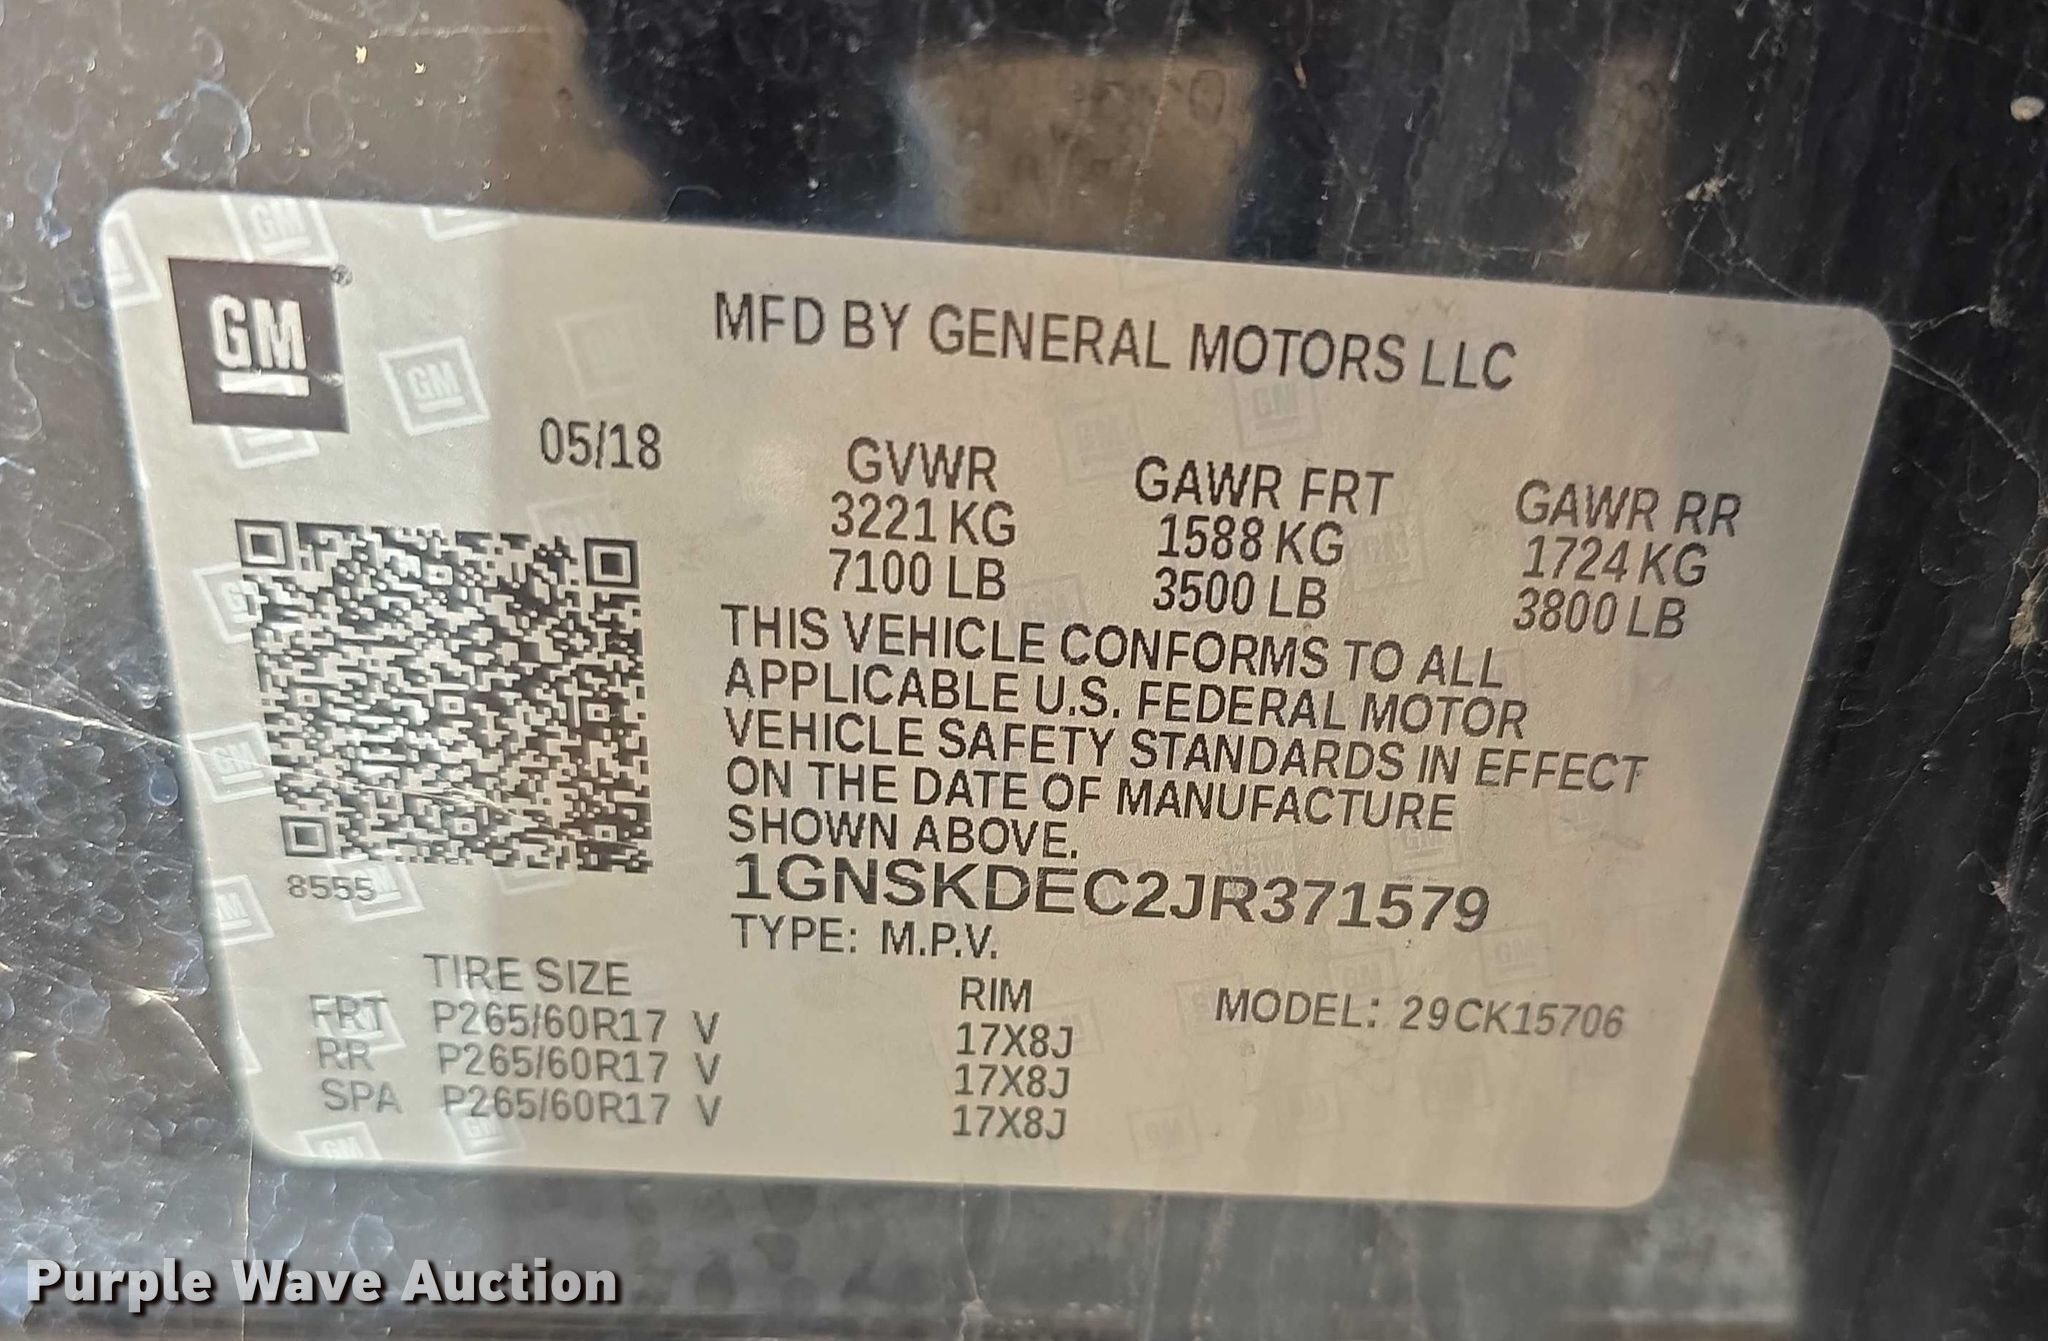 GM®
MFD BY GENERAL MOTORS LLC
05/18
GVWR GAWR FRT GAWR RR
3221 KG 1588 KG 1724 KG
7100 LB 3500 LB 3800 LB
THIS VEHICLE CONFORMS TO ALL
APPLICABLE U.S. FEDERAL MOTOR
VEHICLE SAFETY STANDARDS IN EFFECT
ON THE DATE OF MANUFACTURE
SHOWN ABOVE.
8555
1GNSKDEC2JR371579
TYPE: M.P.V.
TIRE SIZE RIM MODEL: 29CK15706
FRT P265/60R17 V 17X8J
RR P265/60R17 V 17X8J
SPA P265/60R17 V 17X8J
Purple Wave Auction